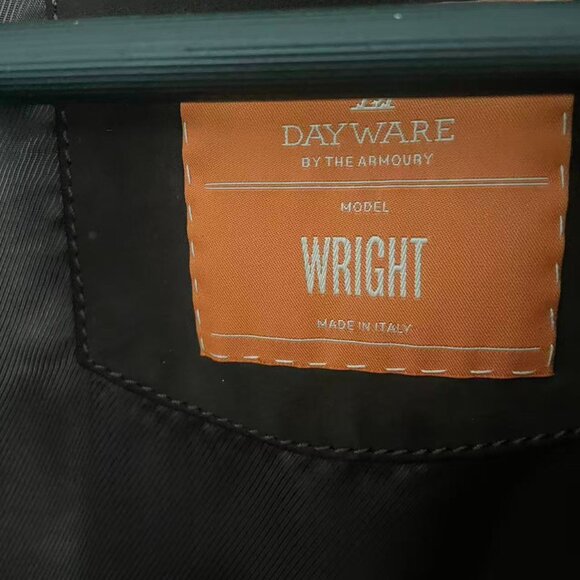 DAYWARE
BY THE ARMOURY
MODEL
WRIGHT
MADE IN ITALY